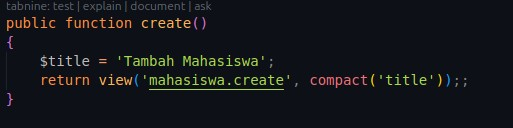 tabnine: test | explain | document | ask
public function create()
{
    $title = 'Tambah Mahasiswa';
    return view('mahasiswa.create', compact('title'));;
}